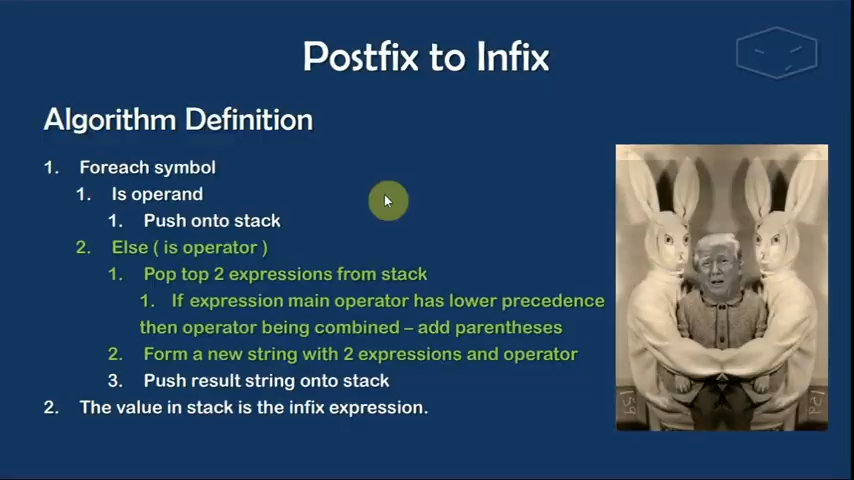 Postfix to Infix
Algorithm Definition
1. Foreach symbol
1. Is operand
1. Push onto stack
2. Else ( is operator )
1. Pop top 2 expressions from stack
1. If expression main operator has lower precedence
then operator being combined – add parentheses
2. Form a new string with 2 expressions and operator
3. Push result string onto stack
2. The value in stack is the infix expression.